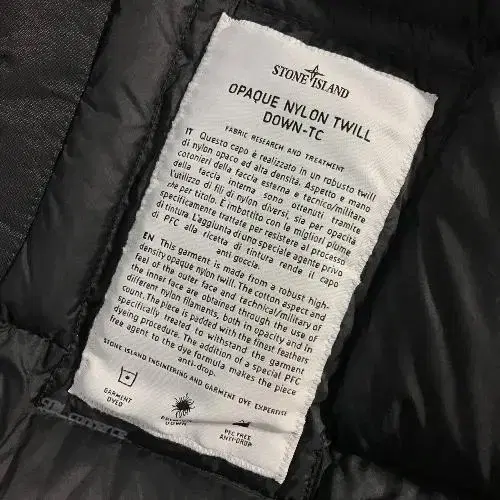 STONE ISLAND
OPAQUE NYLON TWILL
DOWN-TC
FABRIC RESEARCH AND TREATMENT
IT Questo capo è realizzato in un robusto twill
di nylon opaco ad alta densità. Aspetto e mano
cotonieri della faccia esterna e tecnico/militare
della faccia interna sono ottenuti tramite
l'utilizzo di fili di nylon diversi, sia per opacità
che per titolo. È imbottito con le migliori piume
specificamente trattate per resistere al processo
di tintura. L'aggiunta di uno speciale agente privo
di PFC alla ricetta di tintura rende il capo
anti goccia.
EN This garment is made from a robust high-
density opaque nylon twill. The cotton aspect and
feel of the outer face and technical/military of
the inner face are obtained through the use of
different nylon filaments, both in opacity and in
count. The piece is padded with the finest feathers
specifically treated to withstand the garment
dyeing procedure. The addition of a special PFC
free agent to the dye formula makes the piece
anti-drop.
STONE ISLAND ENGINEERING AND GARMENT DYE EXPERTISE
GARMENT
DYED
DOWN
PFC FREE
ANTI-DROP